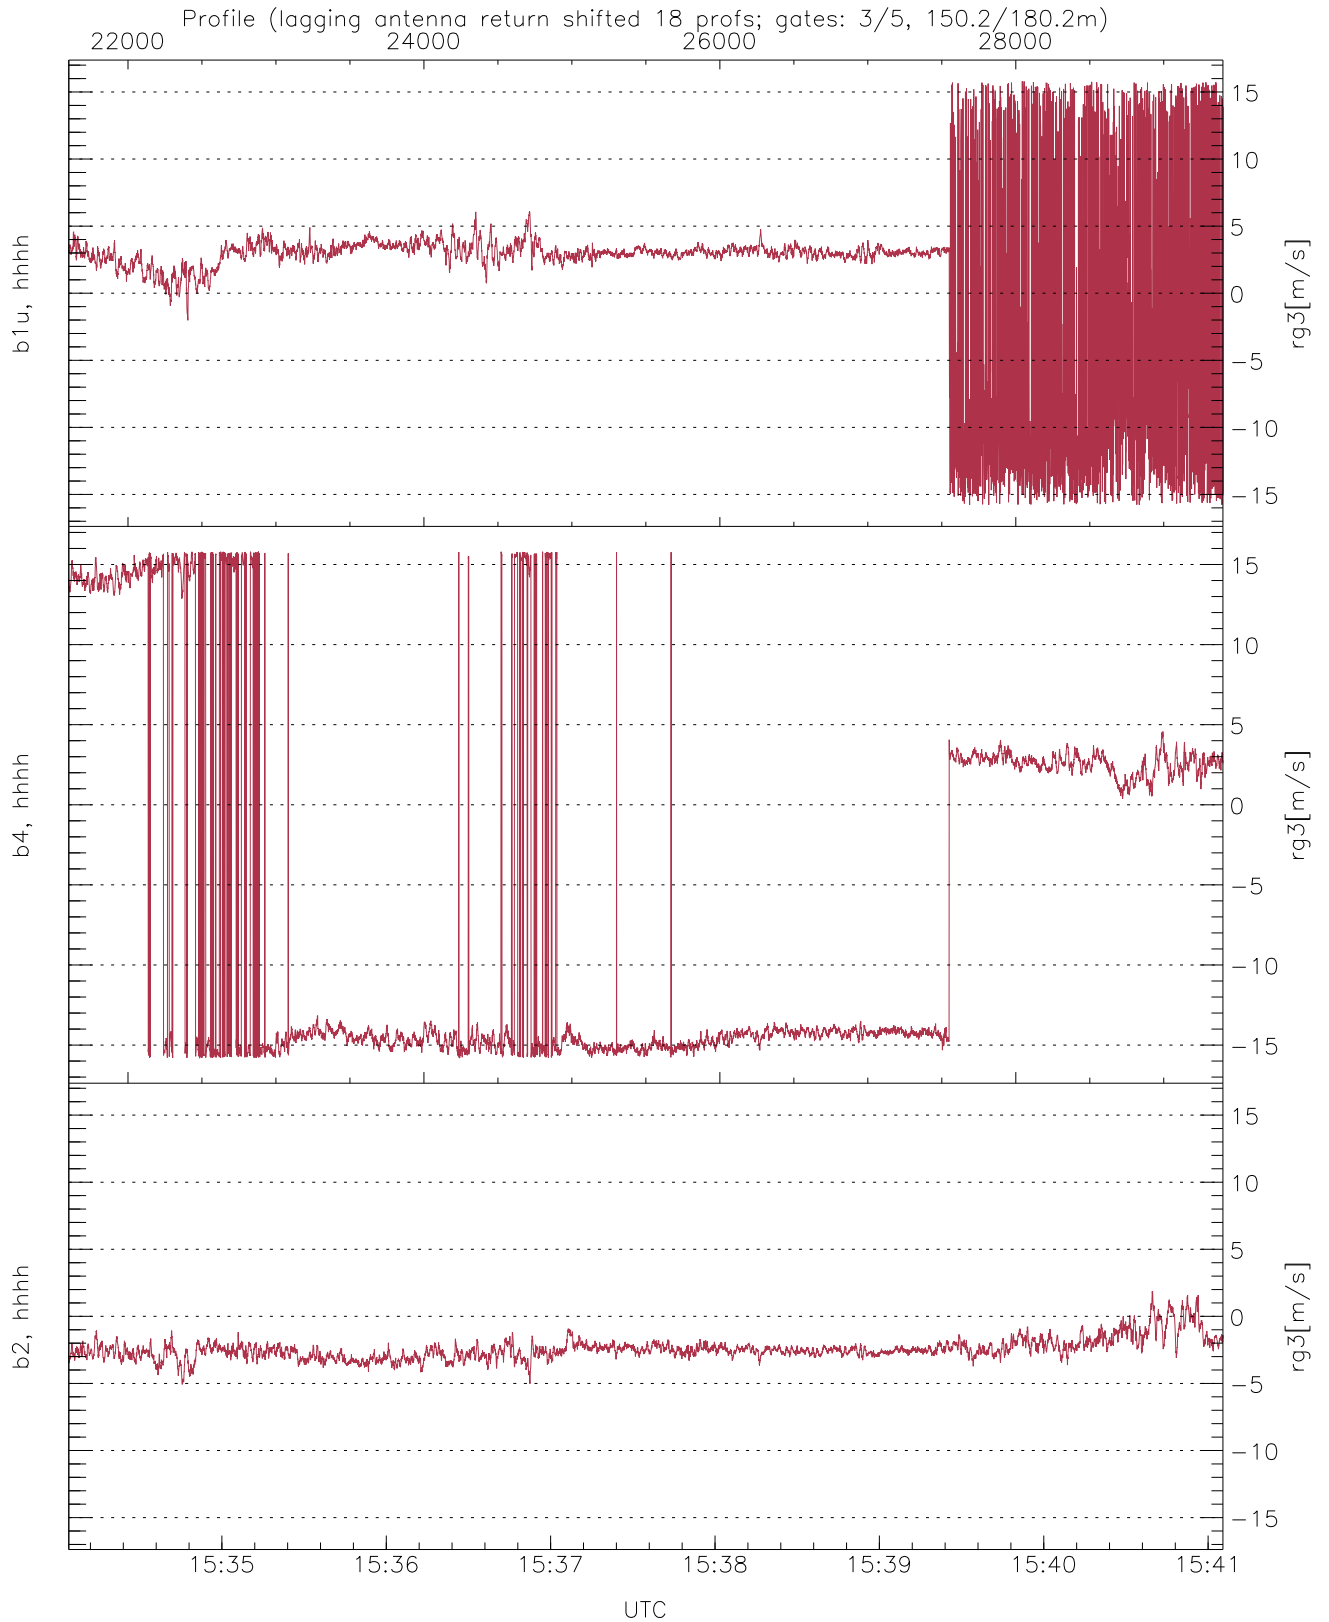 Profile (lagging antenna return shifted 18 profs; gates: 3/5, 150.2/180.2m)
22000 24000 26000 28000
15
10
5
0
−5
−10
−15
b1u, hhhh
rg3[m/s]
15
10
5
0
−5
−10
−15
b4, hhhh
rg3[m/s]
15
10
5
0
−5
−10
−15
b2, hhhh
rg3[m/s]
15:35 15:36 15:37 15:38 15:39 15:40 15:41
UTC